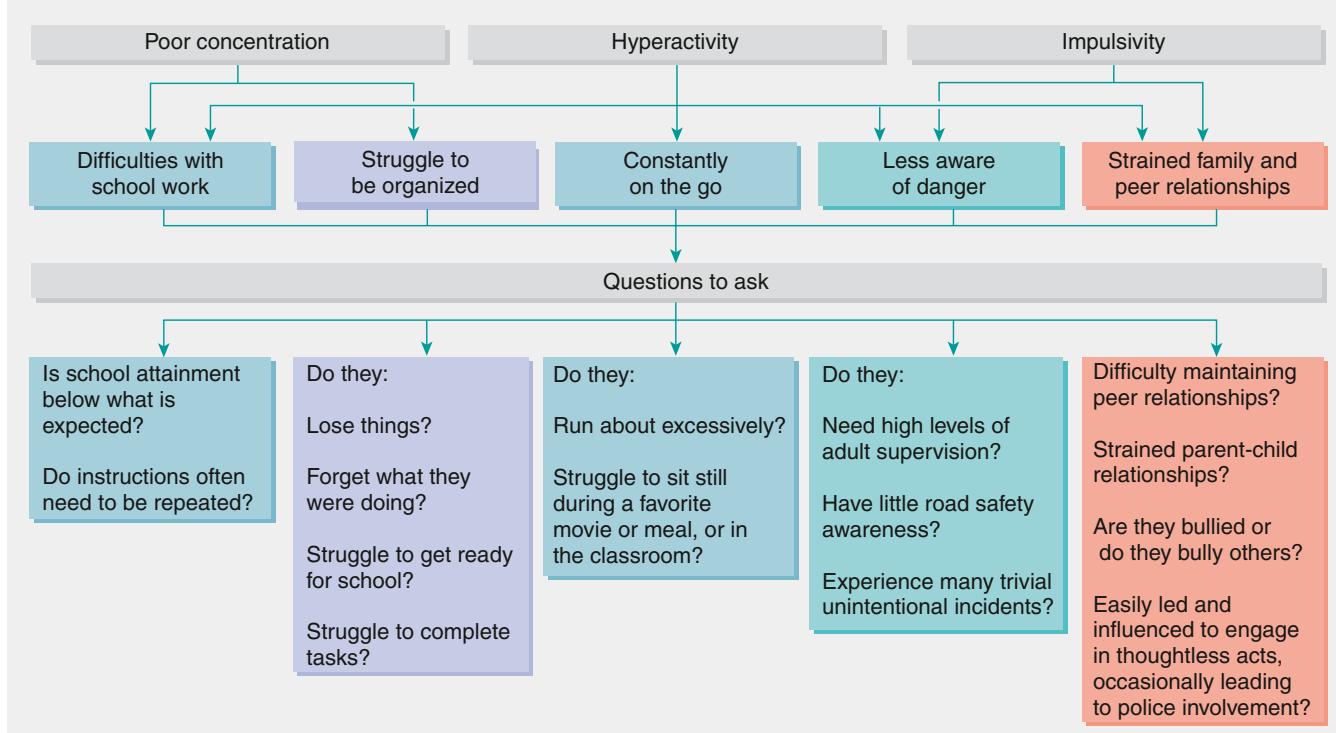 Poor concentration
Hyperactivity
Impulsivity
Difficulties with
school work
Struggle to
be organized
Constantly
on the go
Less aware
of danger
Strained family and
peer relationships
Questions to ask
Is school attainment
below what is
expected?
Do instructions often
need to be repeated?
Do they:
Lose things?
Forget what they
were doing?
Struggle to get ready
for school?
Struggle to complete
tasks?
Do they:
Run about excessively?
Struggle to sit still
during a favorite
movie or meal, or in
the classroom?
Do they:
Need high levels of
adult supervision?
Have little road safety
awareness?
Experience many trivial
unintentional incidents?
Difficulty maintaining
peer relationships?
Strained parent-child
relationships?
Are they bullied or
do they bully others?
Easily led and
influenced to engage
in thoughtless acts,
occasionally leading
to police involvement?